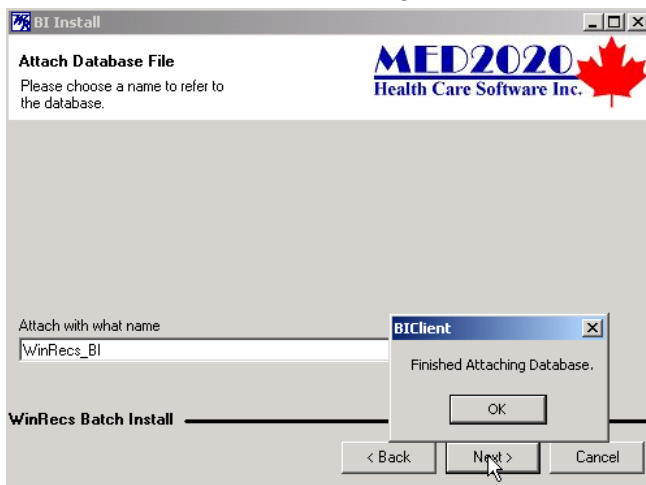 BI Install
Attach Database File
Please choose a name to refer to
the database.
MED2020
Health Care Software Inc.
Attach with what name
WinRecs_BI
BIClient
Finished Attaching Database.
OK
WinRecs Batch Install
< Back
Next >
Cancel